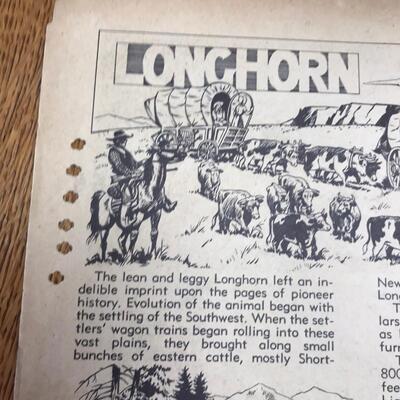 LONGHORN
The lean and leggy Longhorn left an in-
delible imprint upon the pages of pioneer
history. Evolution of the animal began with
the settling of the Southwest. When the set-
tlers' wagon trains began rolling into these
vast plains, they brought along small
bunches of eastern cattle, mostly Short-
New
Long
T
lars
as
furn
T
800
fee